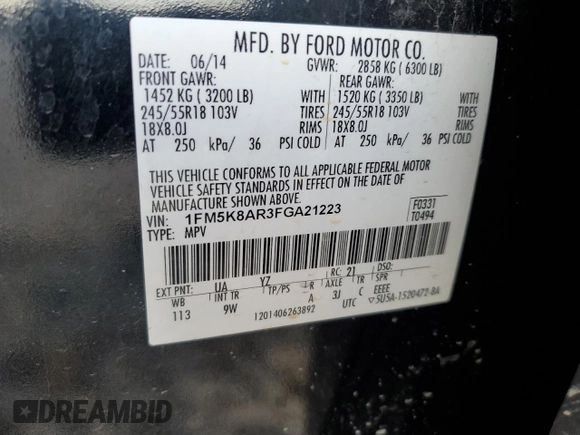 MFD. BY FORD MOTOR CO.
DATE: 06/14 GVWR: 2858 KG ( 6300 LB)
FRONT GAWR: REAR GAWR:
1452 KG ( 3200 LB) WITH 1520 KG ( 3350 LB) WITH
245/55R18 103V TIRES 245/55R18 103V TIRES
18X8.0J RIMS 18X8.0J RIMS
AT 250 kPa/ 36 PSI COLD AT 250 kPa/ 36 PSI COLD
THIS VEHICLE CONFORMS TO ALL APPLICABLE FEDERAL MOTOR
VEHICLE SAFETY STANDARDS IN EFFECT ON THE DATE OF
MANUFACTURE SHOWN ABOVE.
VIN: 1FM5K8AR3FGA21223 F0331
TYPE: MPV T0494
EXT PNT: UA YZ RC: 21 DSO:
WB INT TR TP/PS R AXLE TR S
113 9W A 3J C EEEE
1201406263892 UTC ▽5U5A-1520472-BA
DREAMBID